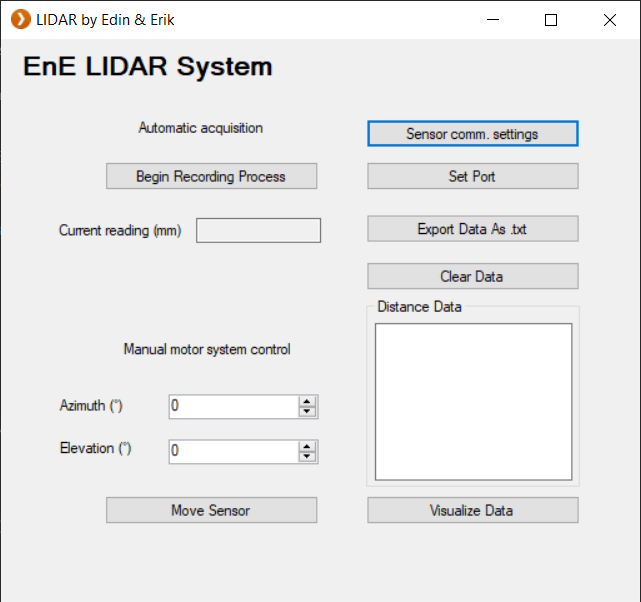 LIDAR by Edin & Erik
EnE LIDAR System
Automatic acquisition
Sensor comm. settings
Begin Recording Process
Set Port
Current reading (mm)
Export Data As .txt
Clear Data
Distance Data
Manual motor system control
Azimuth (°)
0
Elevation (°)
0
Move Sensor
Visualize Data